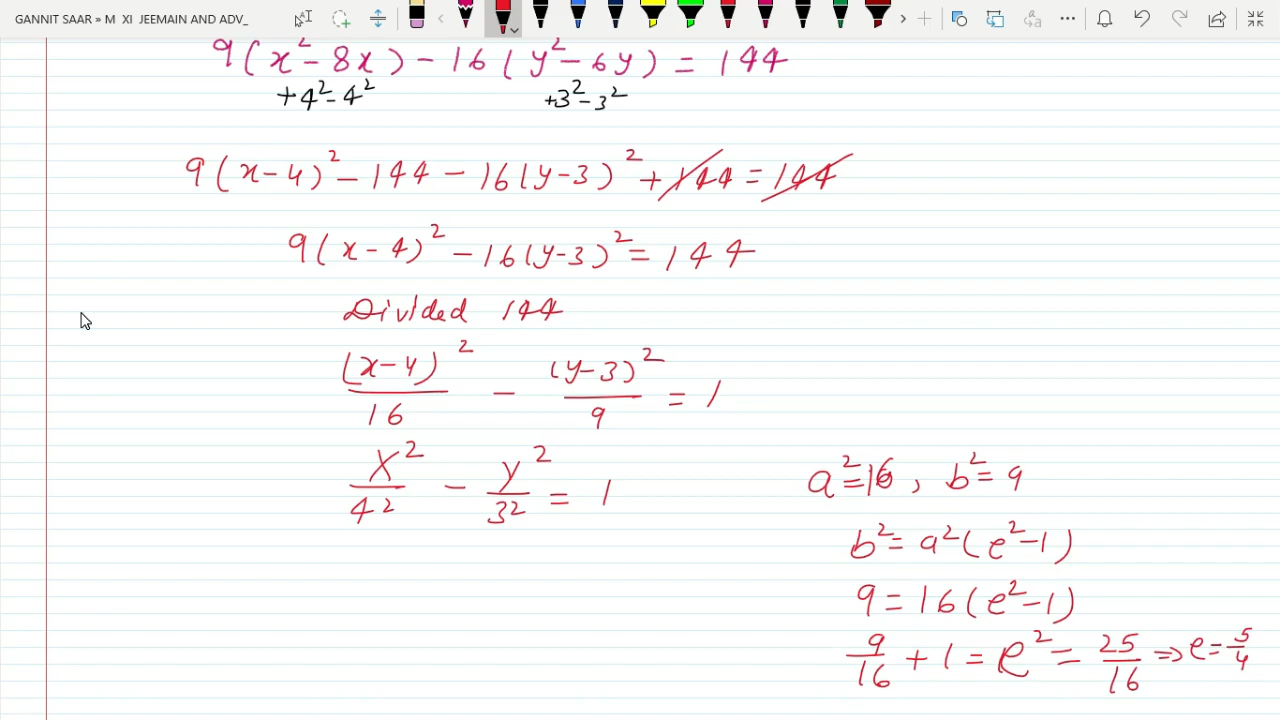 GANNIT SAAR » M XI JEEMAIN AND ADV_
9(x²-8x) - 16(y²-6y) = 144
+4²-4² +3²-3²
9(x-4)² - 144 - 16(y-3)² + 144 = 144
9(x-4)² - 16(y-3)² = 144
Divided 144
(x-4)²/16 - (y-3)²/9 = 1
X²/4² - y²/3² = 1
a²=16, b²=9
b²=a²(e²-1)
9=16(e²-1)
9/16 + 1 = e² = 25/16 ⇒ e = 5/4